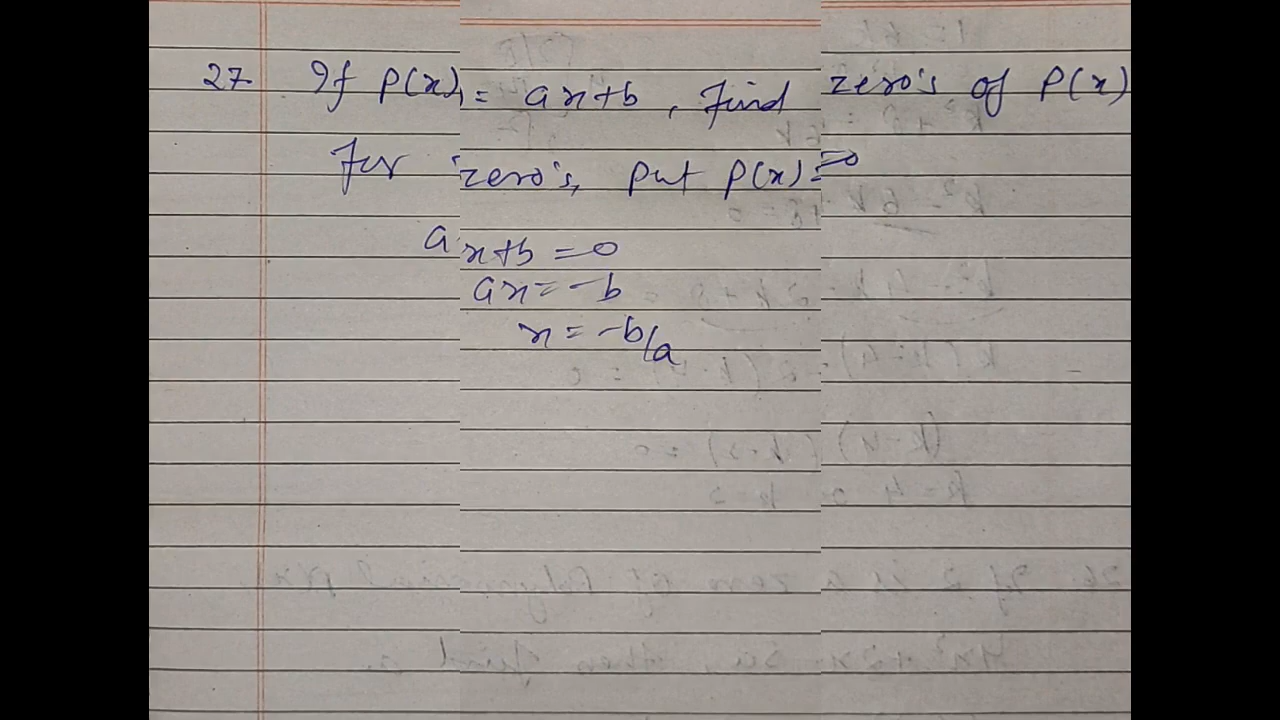 27 If P(x) = ax+b, find zero's of P(x)
For zero's, put P(x)=0
ax+b=0
ax=-b
x=-b/a